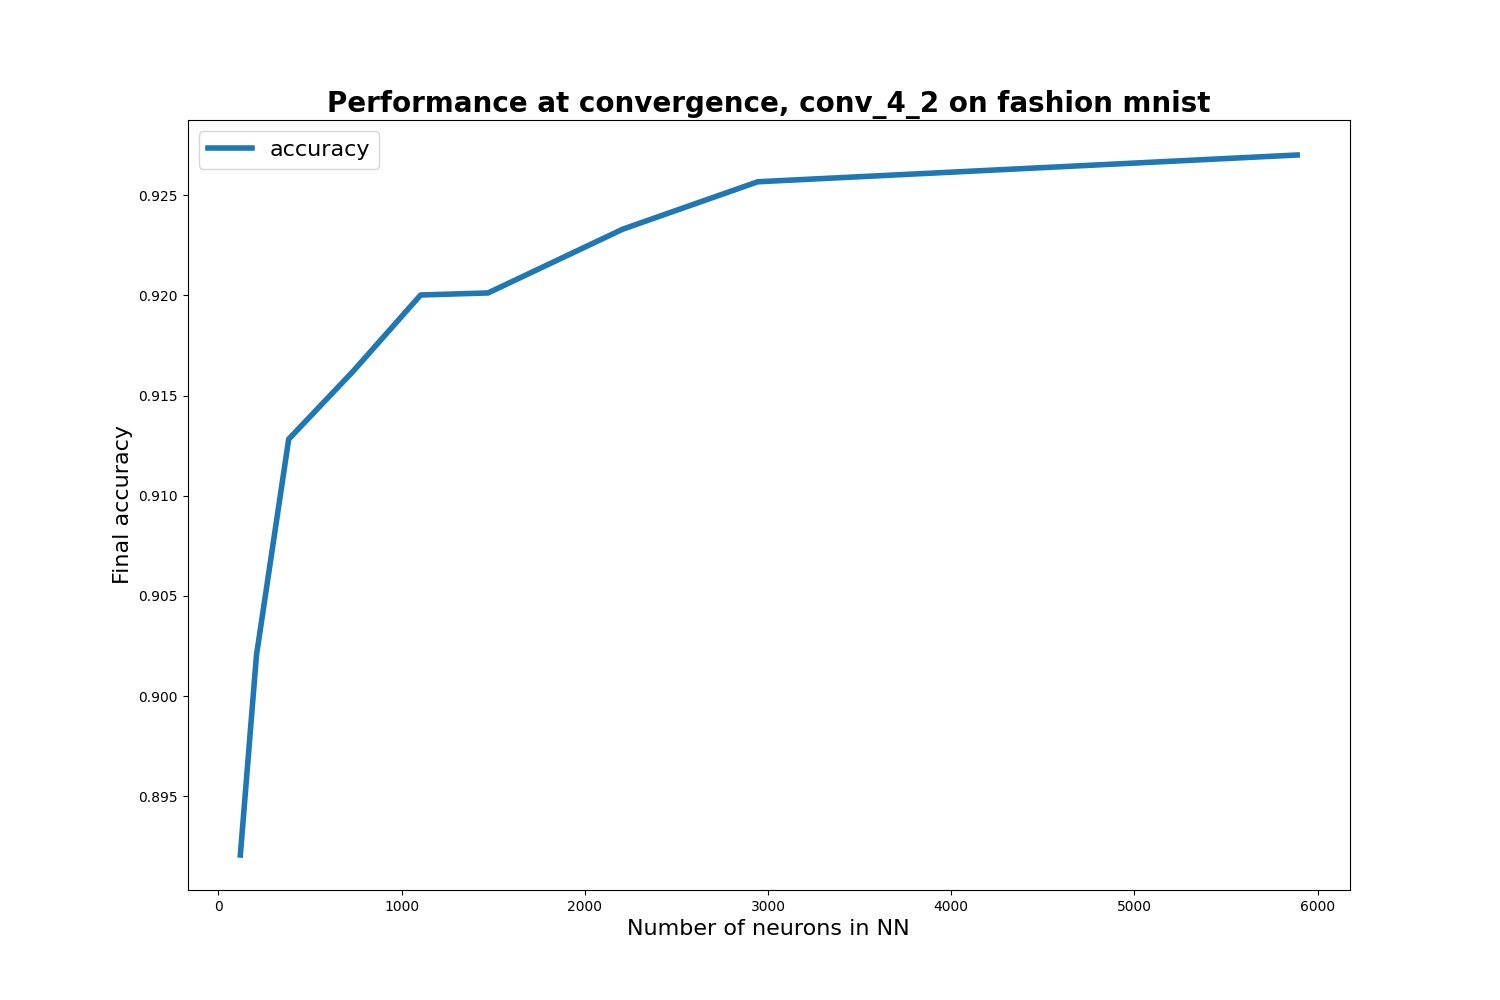 Performance at convergence, conv_4_2 on fashion mnist
accuracy
0.925
0.920
0.915
0.910
0.905
0.900
0.895
Final accuracy
0 1000 2000 3000 4000 5000 6000
Number of neurons in NN